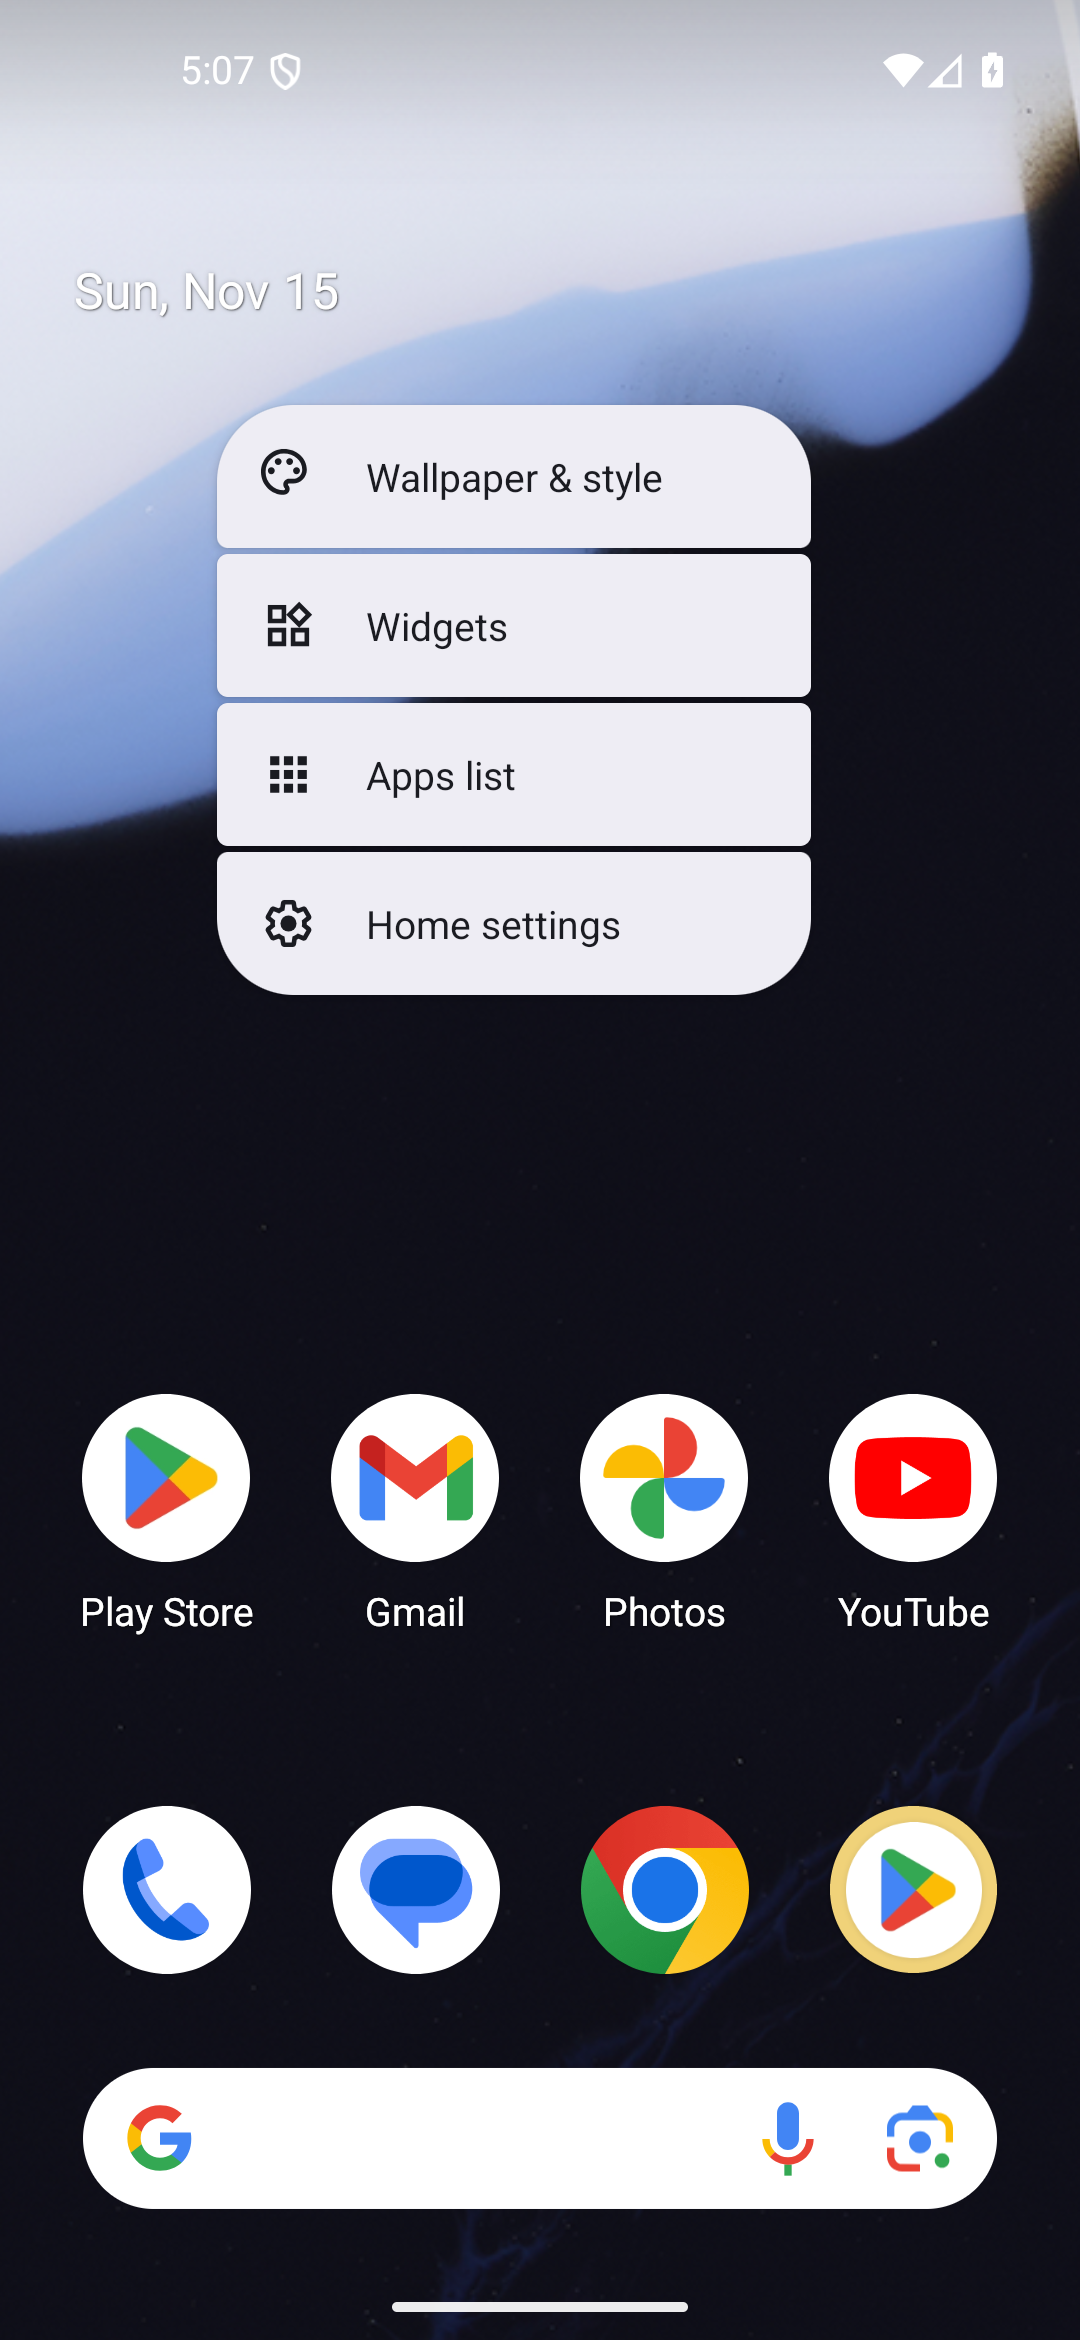 5:07
Sun, Nov 15
Wallpaper & style
Widgets
Apps list
Home settings
Play Store
Gmail
Photos
YouTube